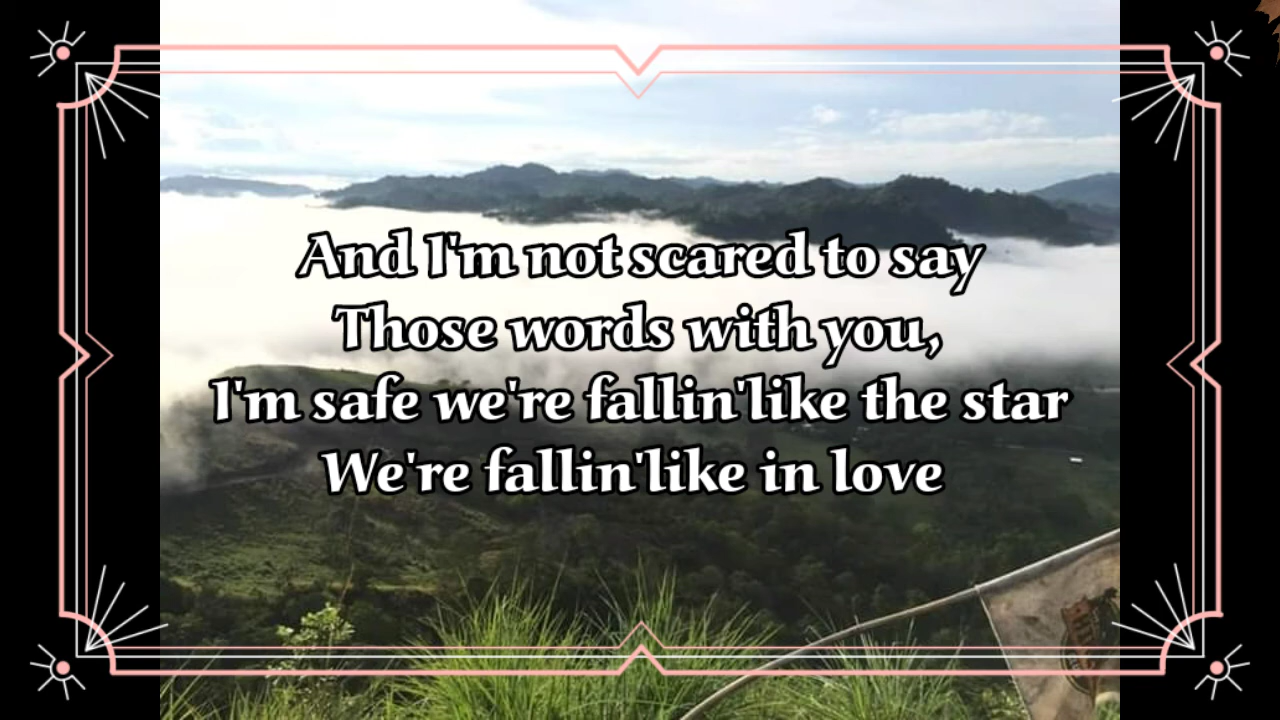 And I'm not scared to say
Those words with you,
I'm safe we're fallin'like the star
We're fallin'like in love